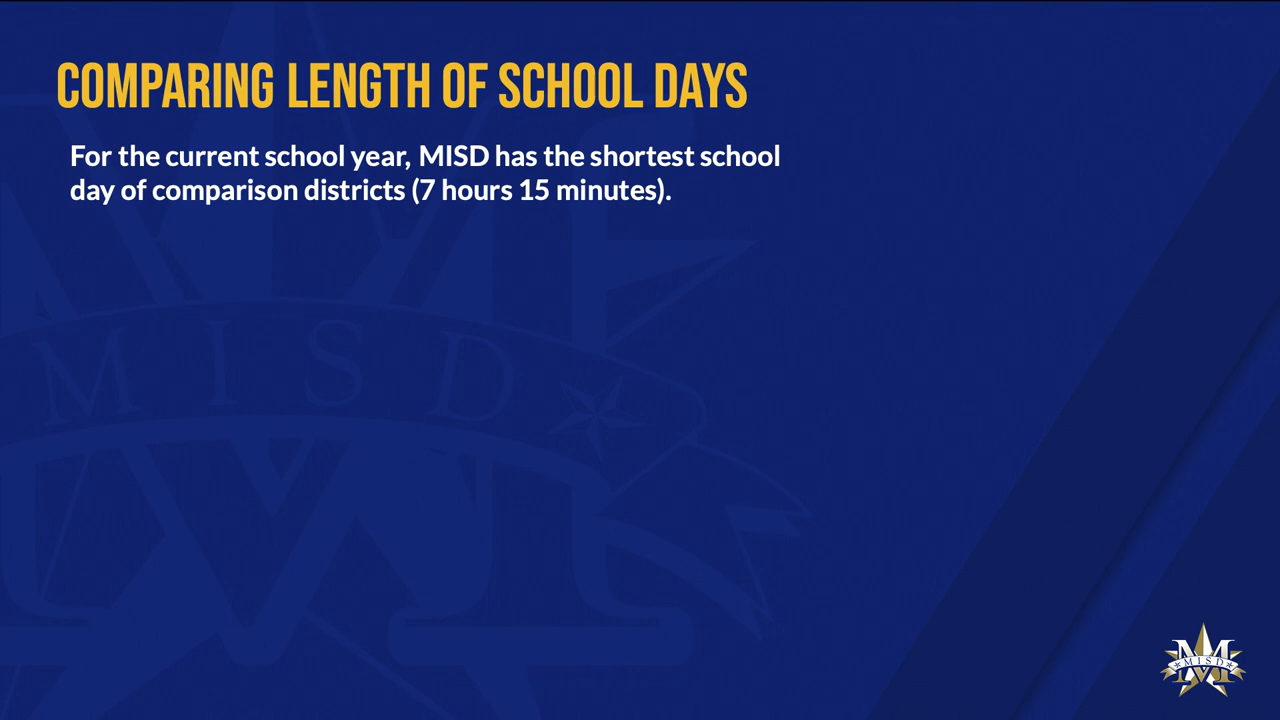 COMPARING LENGTH OF SCHOOL DAYS
For the current school year, MISD has the shortest school
day of comparison districts (7 hours 15 minutes).
MISD
M
MISD